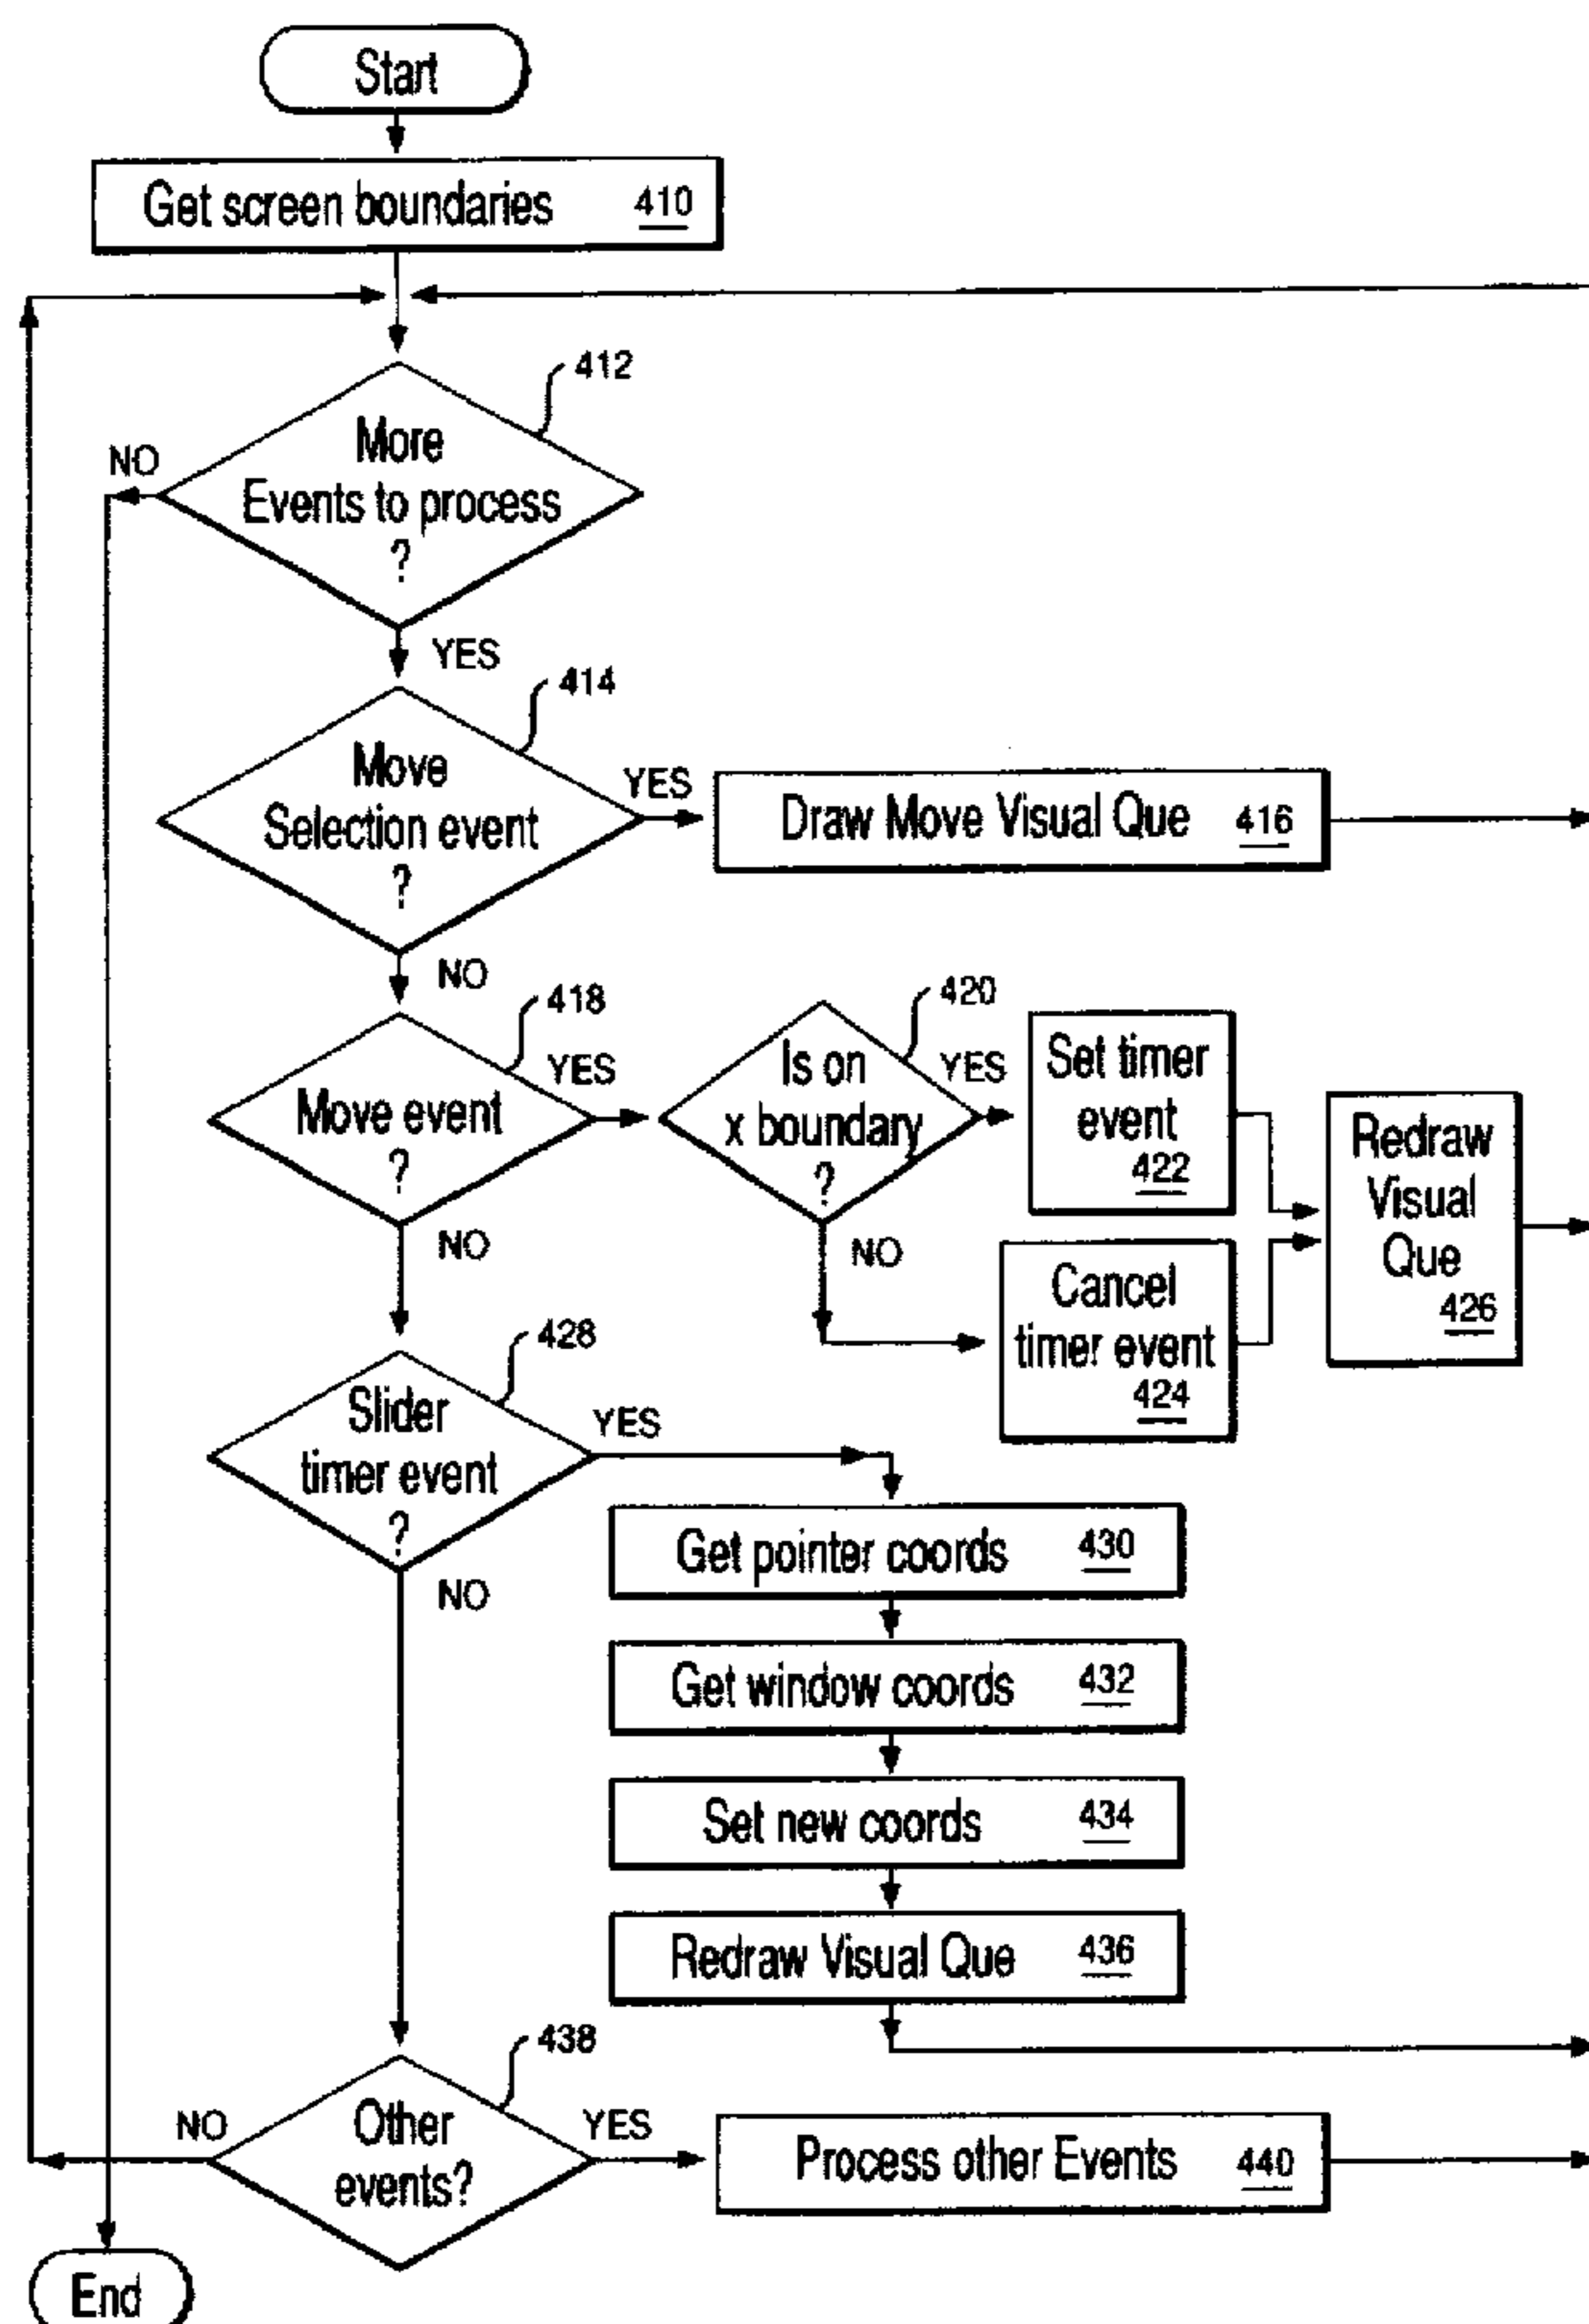 Start
Get screen boundaries 410
412
NO
More
Events to process
?
YES
414
Move
Selection event
?
YES
Draw Move Visual Que 416
NO
418
Move event
?
YES
420
Is on
x boundary
?
YES
Set timer
event
422
NO
Cancel
timer event
424
Redraw
Visual
Que
426
NO
428
Slider
timer event
?
YES
Get pointer coords 430
NO
Get window coords 432
Set new coords 434
Redraw Visual Que 436
438
NO
Other
events?
YES
Process other Events 440
End